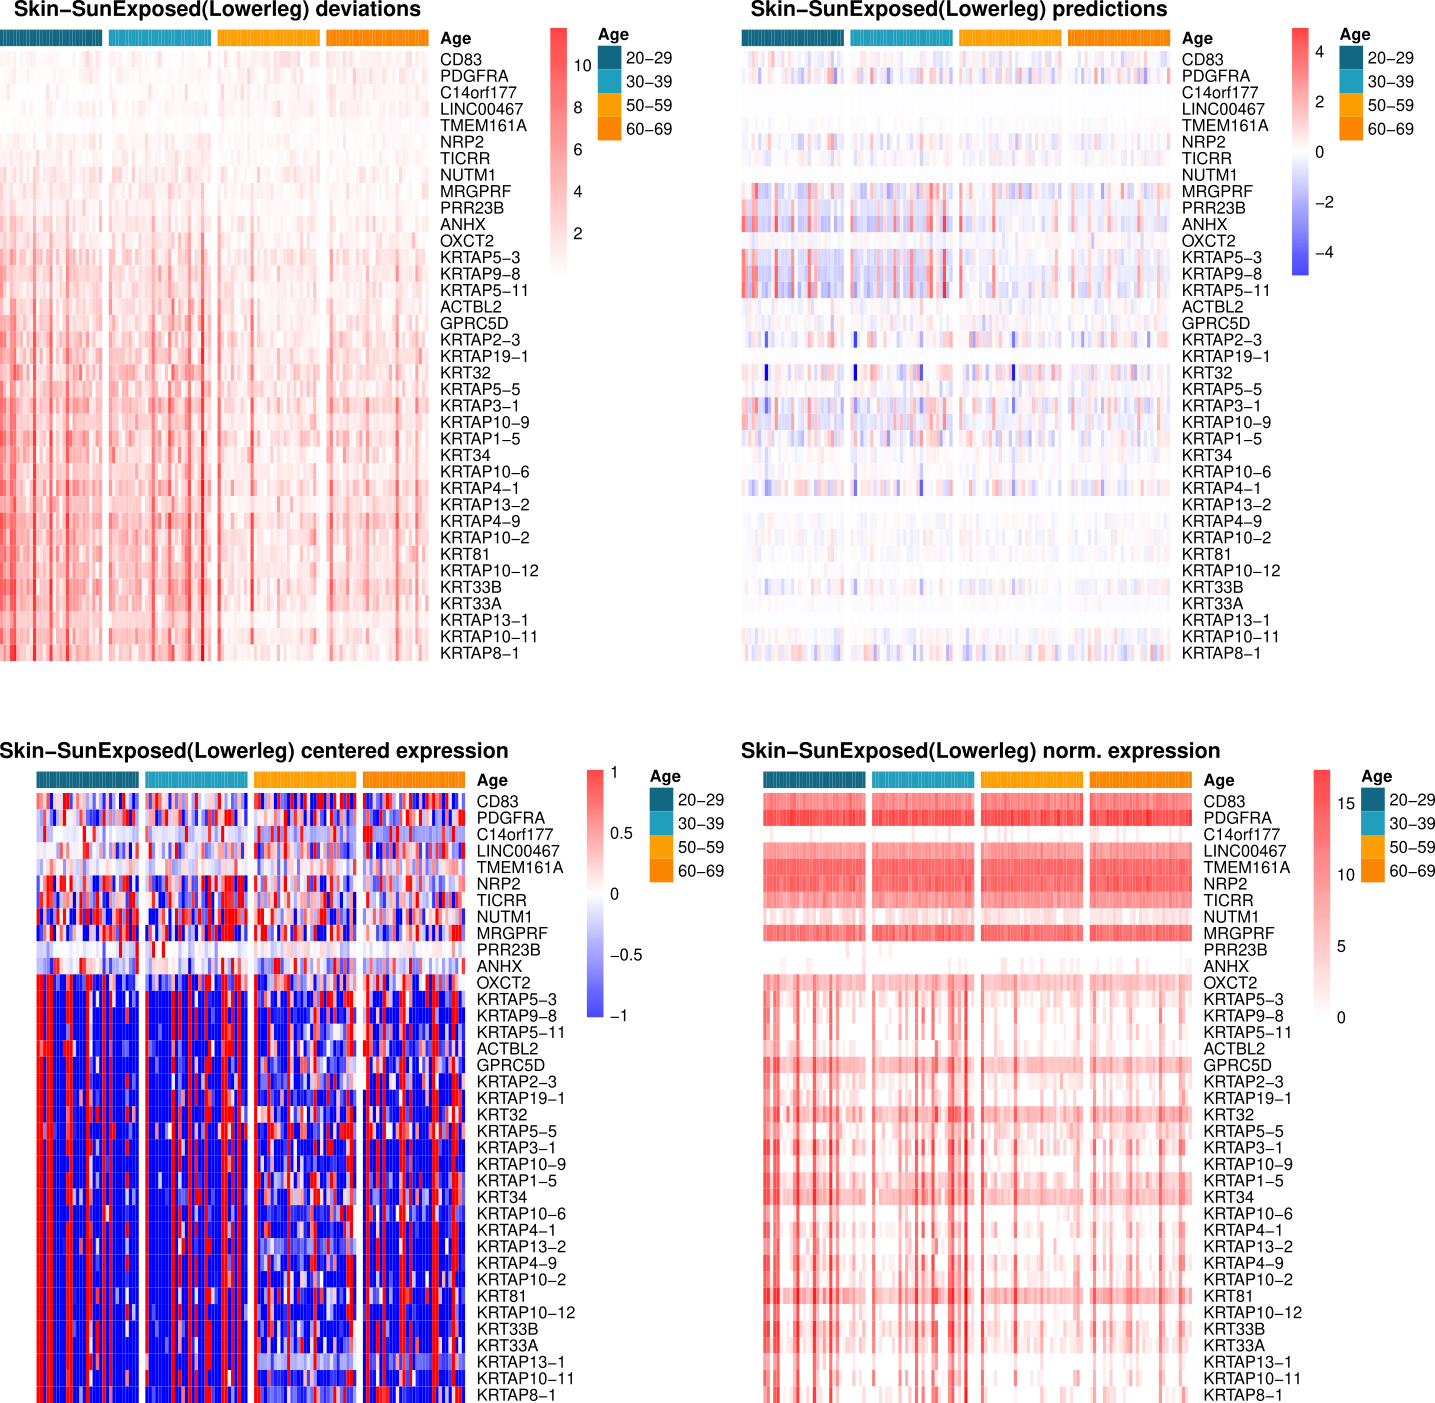 Skin−SunExposed(Lowerleg) deviations
Age
CD83
PDGFRA
C14orf177
LINC00467
TMEM161A
NRP2
TICRR
NUTM1
MRGPRF
PRR23B
ANHX
OXCT2
KRTAP5−3
KRTAP9−8
KRTAP5−11
ACTBL2
GPRC5D
KRTAP2−3
KRTAP19−1
KRT32
KRTAP5−5
KRTAP3−1
KRTAP10−9
KRTAP1−5
KRT34
KRTAP10−6
KRTAP4−1
KRTAP13−2
KRTAP4−9
KRTAP10−2
KRT81
KRTAP10−12
KRT33B
KRT33A
KRTAP13−1
KRTAP10−11
KRTAP8−1
10
8
6
4
2
Age
20−29
30−39
50−59
60−69
Skin−SunExposed(Lowerleg) predictions
Age
CD83
PDGFRA
C14orf177
LINC00467
TMEM161A
NRP2
TICRR
NUTM1
MRGPRF
PRR23B
ANHX
OXCT2
KRTAP5−3
KRTAP9−8
KRTAP5−11
ACTBL2
GPRC5D
KRTAP2−3
KRTAP19−1
KRT32
KRTAP5−5
KRTAP3−1
KRTAP10−9
KRTAP1−5
KRT34
KRTAP10−6
KRTAP4−1
KRTAP13−2
KRTAP4−9
KRTAP10−2
KRT81
KRTAP10−12
KRT33B
KRT33A
KRTAP13−1
KRTAP10−11
KRTAP8−1
4
2
0
−2
−4
Age
20−29
30−39
50−59
60−69
Skin−SunExposed(Lowerleg) centered expression
Age
CD83
PDGFRA
C14orf177
LINC00467
TMEM161A
NRP2
TICRR
NUTM1
MRGPRF
PRR23B
ANHX
OXCT2
KRTAP5−3
KRTAP9−8
KRTAP5−11
ACTBL2
GPRC5D
KRTAP2−3
KRTAP19−1
KRT32
KRTAP5−5
KRTAP3−1
KRTAP10−9
KRTAP1−5
KRT34
KRTAP10−6
KRTAP4−1
KRTAP13−2
KRTAP4−9
KRTAP10−2
KRT81
KRTAP10−12
KRT33B
KRT33A
KRTAP13−1
KRTAP10−11
KRTAP8−1
1
0.5
0
−0.5
−1
Age
20−29
30−39
50−59
60−69
Skin−SunExposed(Lowerleg) norm. expression
Age
CD83
PDGFRA
C14orf177
LINC00467
TMEM161A
NRP2
TICRR
NUTM1
MRGPRF
PRR23B
ANHX
OXCT2
KRTAP5−3
KRTAP9−8
KRTAP5−11
ACTBL2
GPRC5D
KRTAP2−3
KRTAP19−1
KRT32
KRTAP5−5
KRTAP3−1
KRTAP10−9
KRTAP1−5
KRT34
KRTAP10−6
KRTAP4−1
KRTAP13−2
KRTAP4−9
KRTAP10−2
KRT81
KRTAP10−12
KRT33B
KRT33A
KRTAP13−1
KRTAP10−11
KRTAP8−1
15
10
5
0
Age
20−29
30−39
50−59
60−69